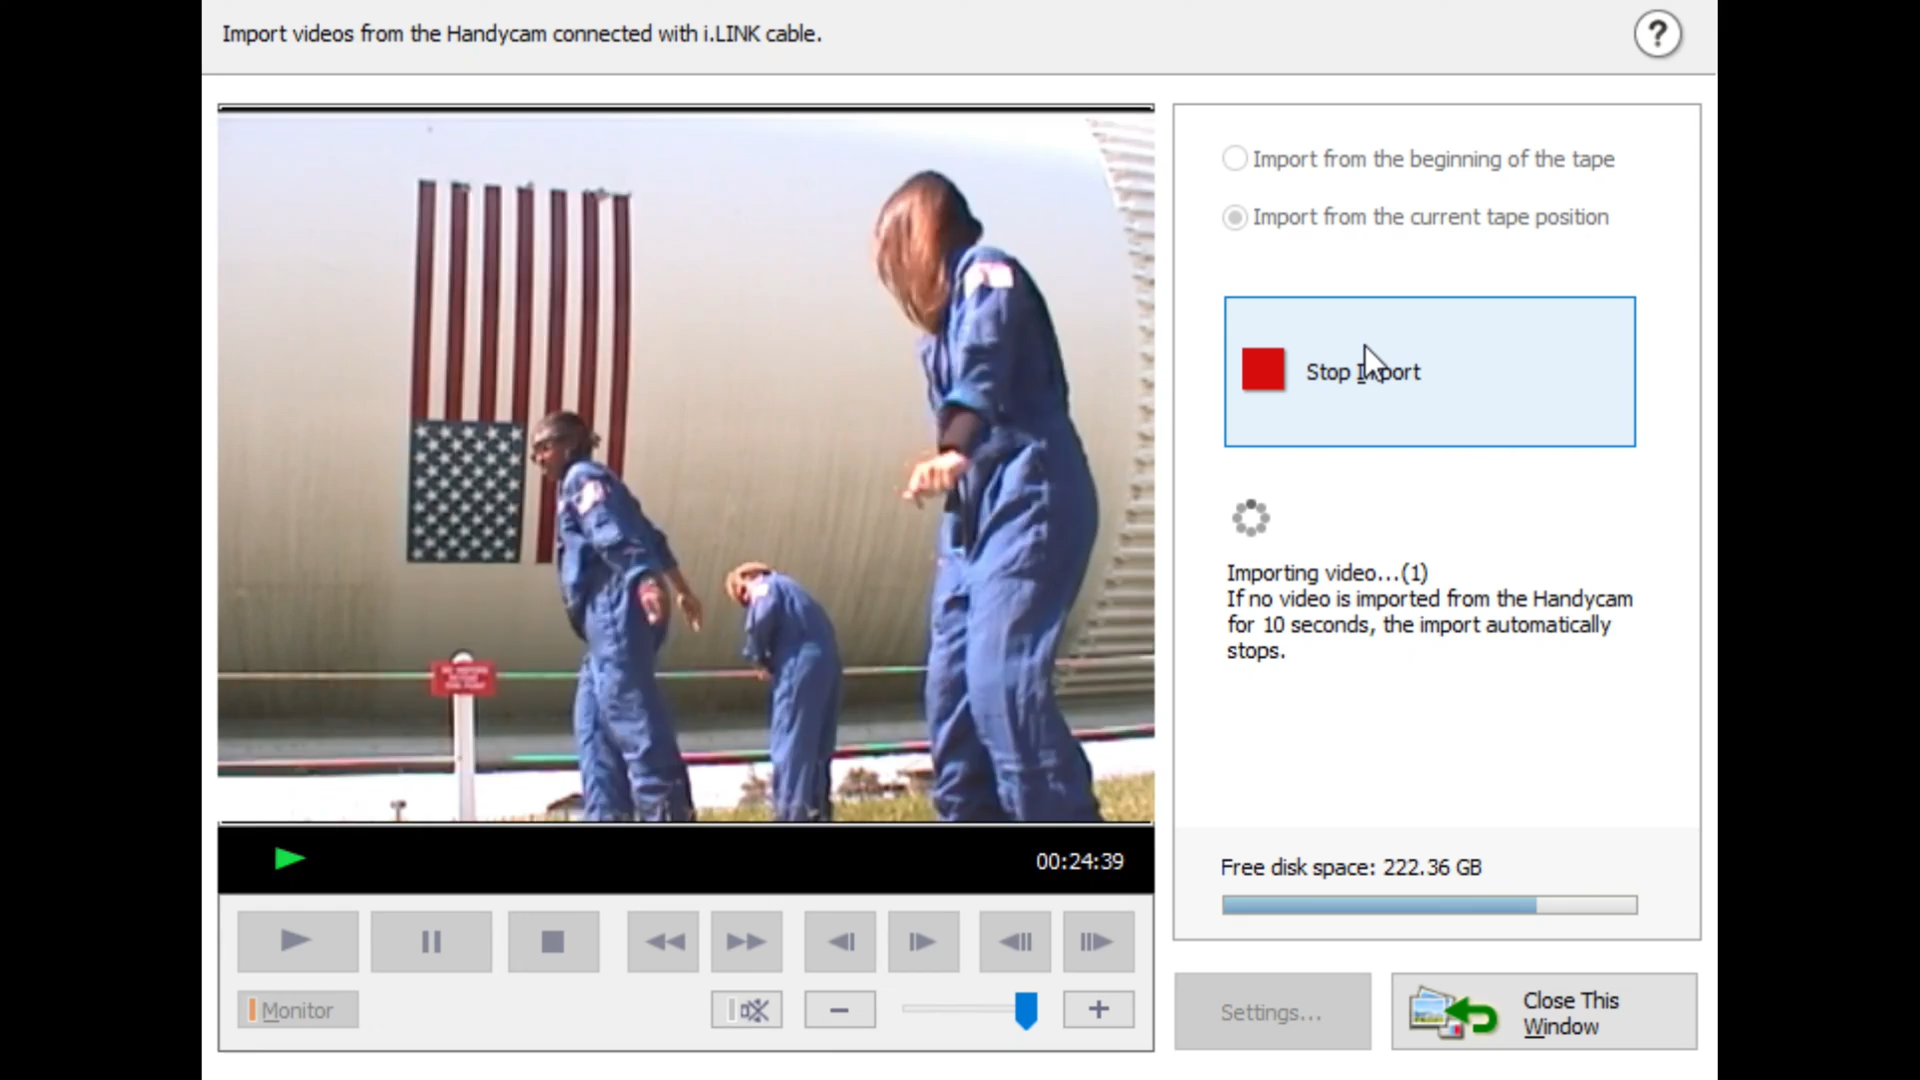 Import videos from the Handycam connected with i.LINK cable.
?
Import from the beginning of the tape
Import from the current tape position
Stop Import
Importing video...(1)
If no video is imported from the Handycam
for 10 seconds, the import automatically
stops.
00:24:39
Free disk space: 222.36 GB
Monitor
Settings...
Close This
Window